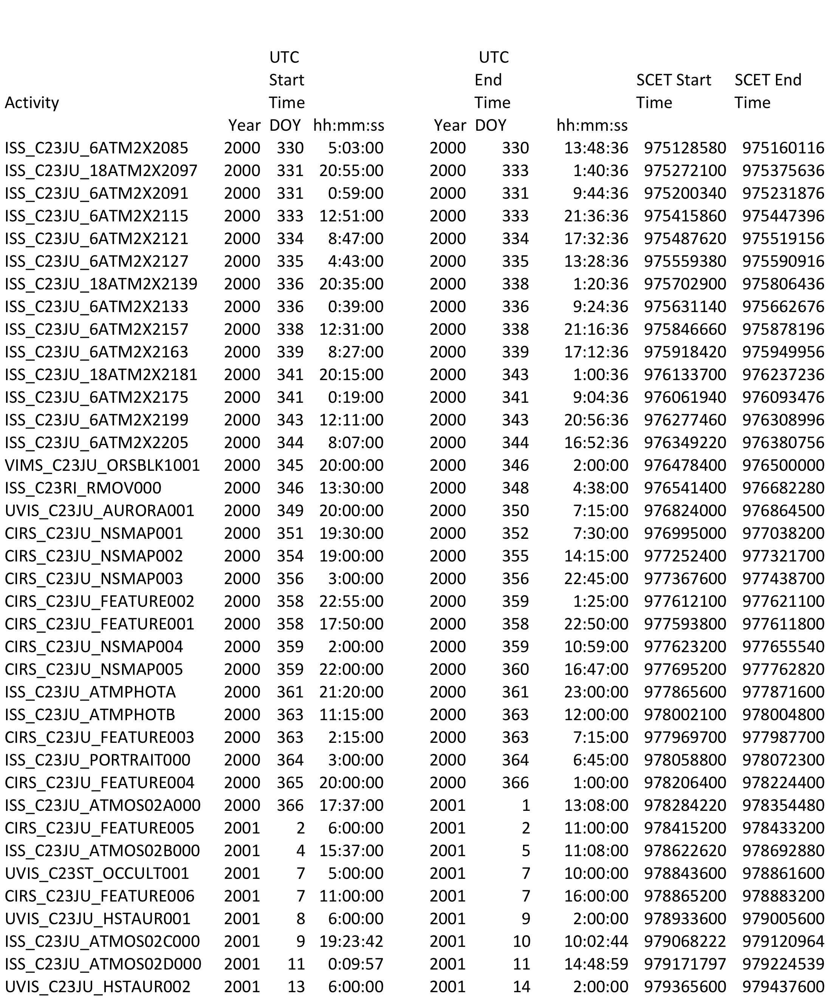 UTC UTC
Start End SCET Start SCET End
Activity Time Time Time Time
Year DOY hh:mm:ss Year DOY hh:mm:ss
ISS_C23JU_6ATM2X2085 2000 330 5:03:00 2000 330 13:48:36 975128580 975160116
ISS_C23JU_18ATM2X2097 2000 331 20:55:00 2000 333 1:40:36 975272100 975375636
ISS_C23JU_6ATM2X2091 2000 331 0:59:00 2000 331 9:44:36 975200340 975231876
ISS_C23JU_6ATM2X2115 2000 333 12:51:00 2000 333 21:36:36 975415860 975447396
ISS_C23JU_6ATM2X2121 2000 334 8:47:00 2000 334 17:32:36 975487620 975519156
ISS_C23JU_6ATM2X2127 2000 335 4:43:00 2000 335 13:28:36 975559380 975590916
ISS_C23JU_18ATM2X2139 2000 336 20:35:00 2000 338 1:20:36 975702900 975806436
ISS_C23JU_6ATM2X2133 2000 336 0:39:00 2000 336 9:24:36 975631140 975662676
ISS_C23JU_6ATM2X2157 2000 338 12:31:00 2000 338 21:16:36 975846660 975878196
ISS_C23JU_6ATM2X2163 2000 339 8:27:00 2000 339 17:12:36 975918420 975949956
ISS_C23JU_18ATM2X2181 2000 341 20:15:00 2000 343 1:00:36 976133700 976237236
ISS_C23JU_6ATM2X2175 2000 341 0:19:00 2000 341 9:04:36 976061940 976093476
ISS_C23JU_6ATM2X2199 2000 343 12:11:00 2000 343 20:56:36 976277460 976308996
ISS_C23JU_6ATM2X2205 2000 344 8:07:00 2000 344 16:52:36 976349220 976380756
VIMS_C23JU_ORSBLK1001 2000 345 20:00:00 2000 346 2:00:00 976478400 976500000
ISS_C23RI_RMOV000 2000 346 13:30:00 2000 348 4:38:00 976541400 976682280
UVIS_C23JU_AURORA001 2000 349 20:00:00 2000 350 7:15:00 976824000 976864500
CIRS_C23JU_NSMAP001 2000 351 19:30:00 2000 352 7:30:00 976995000 977038200
CIRS_C23JU_NSMAP002 2000 354 19:00:00 2000 355 14:15:00 977252400 977321700
CIRS_C23JU_NSMAP003 2000 356 3:00:00 2000 356 22:45:00 977367600 977438700
CIRS_C23JU_FEATURE002 2000 358 22:55:00 2000 359 1:25:00 977612100 977621100
CIRS_C23JU_FEATURE001 2000 358 17:50:00 2000 358 22:50:00 977593800 977611800
CIRS_C23JU_NSMAP004 2000 359 2:00:00 2000 359 10:59:00 977623200 977655540
CIRS_C23JU_NSMAP005 2000 359 22:00:00 2000 360 16:47:00 977695200 977762820
ISS_C23JU_ATMPHOTA 2000 361 21:20:00 2000 361 23:00:00 977865600 977871600
ISS_C23JU_ATMPHOTB 2000 363 11:15:00 2000 363 12:00:00 978002100 978004800
CIRS_C23JU_FEATURE003 2000 363 2:15:00 2000 363 7:15:00 977969700 977987700
ISS_C23JU_PORTRAIT000 2000 364 3:00:00 2000 364 6:45:00 978058800 978072300
CIRS_C23JU_FEATURE004 2000 365 20:00:00 2000 366 1:00:00 978206400 978224400
ISS_C23JU_ATMOS02A000 2000 366 17:37:00 2001 1 13:08:00 978284220 978354480
CIRS_C23JU_FEATURE005 2001 2 6:00:00 2001 2 11:00:00 978415200 978433200
ISS_C23JU_ATMOS02B000 2001 4 15:37:00 2001 5 11:08:00 978622620 978692880
UVIS_C23ST_OCCULT001 2001 7 5:00:00 2001 7 10:00:00 978843600 978861600
CIRS_C23JU_FEATURE006 2001 7 11:00:00 2001 7 16:00:00 978865200 978883200
UVIS_C23JU_HSTAUR001 2001 8 6:00:00 2001 9 2:00:00 978933600 979005600
ISS_C23JU_ATMOS02C000 2001 9 19:23:42 2001 10 10:02:44 979068222 979120964
ISS_C23JU_ATMOS02D000 2001 11 0:09:57 2001 11 14:48:59 979171797 979224539
UVIS_C23JU_HSTAUR002 2001 13 6:00:00 2001 14 2:00:00 979365600 979437600